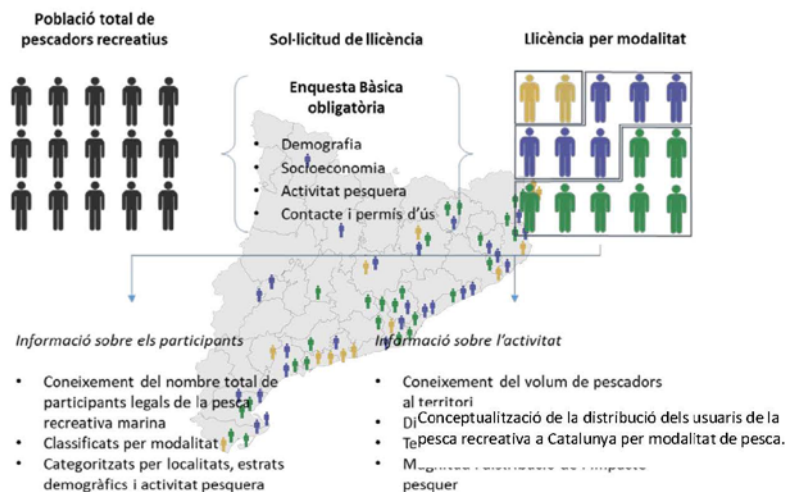 Població total de
pescadors recreatius
Sol·licitud de llicència
Llicència per modalitat
Enquesta Bàsica
obligatòria
• Demografia
• Socioeconomia
• Activitat pesquera
• Contacte i permís d'ús
Informació sobre els participants
• Coneixement del nombre total de
participants legals de la pesca
recreativa marina
• Classificats per modalitat
• Categoritzats per localitats, estrats
demogràfics i activitat pesquera
Informació sobre l'activitat
• Coneixement del volum de pescadors
al territori
• Di
• Te
Conceptualització de la distribució dels usuaris de la
pesca recreativa a Catalunya per modalitat de pesca.
• pesquer